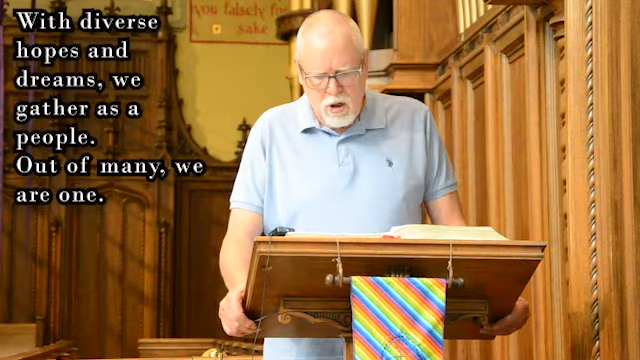 With diverse
hopes and
dreams, we
gather as a
people.
Out of many, we
are one.
you falsely for
sake